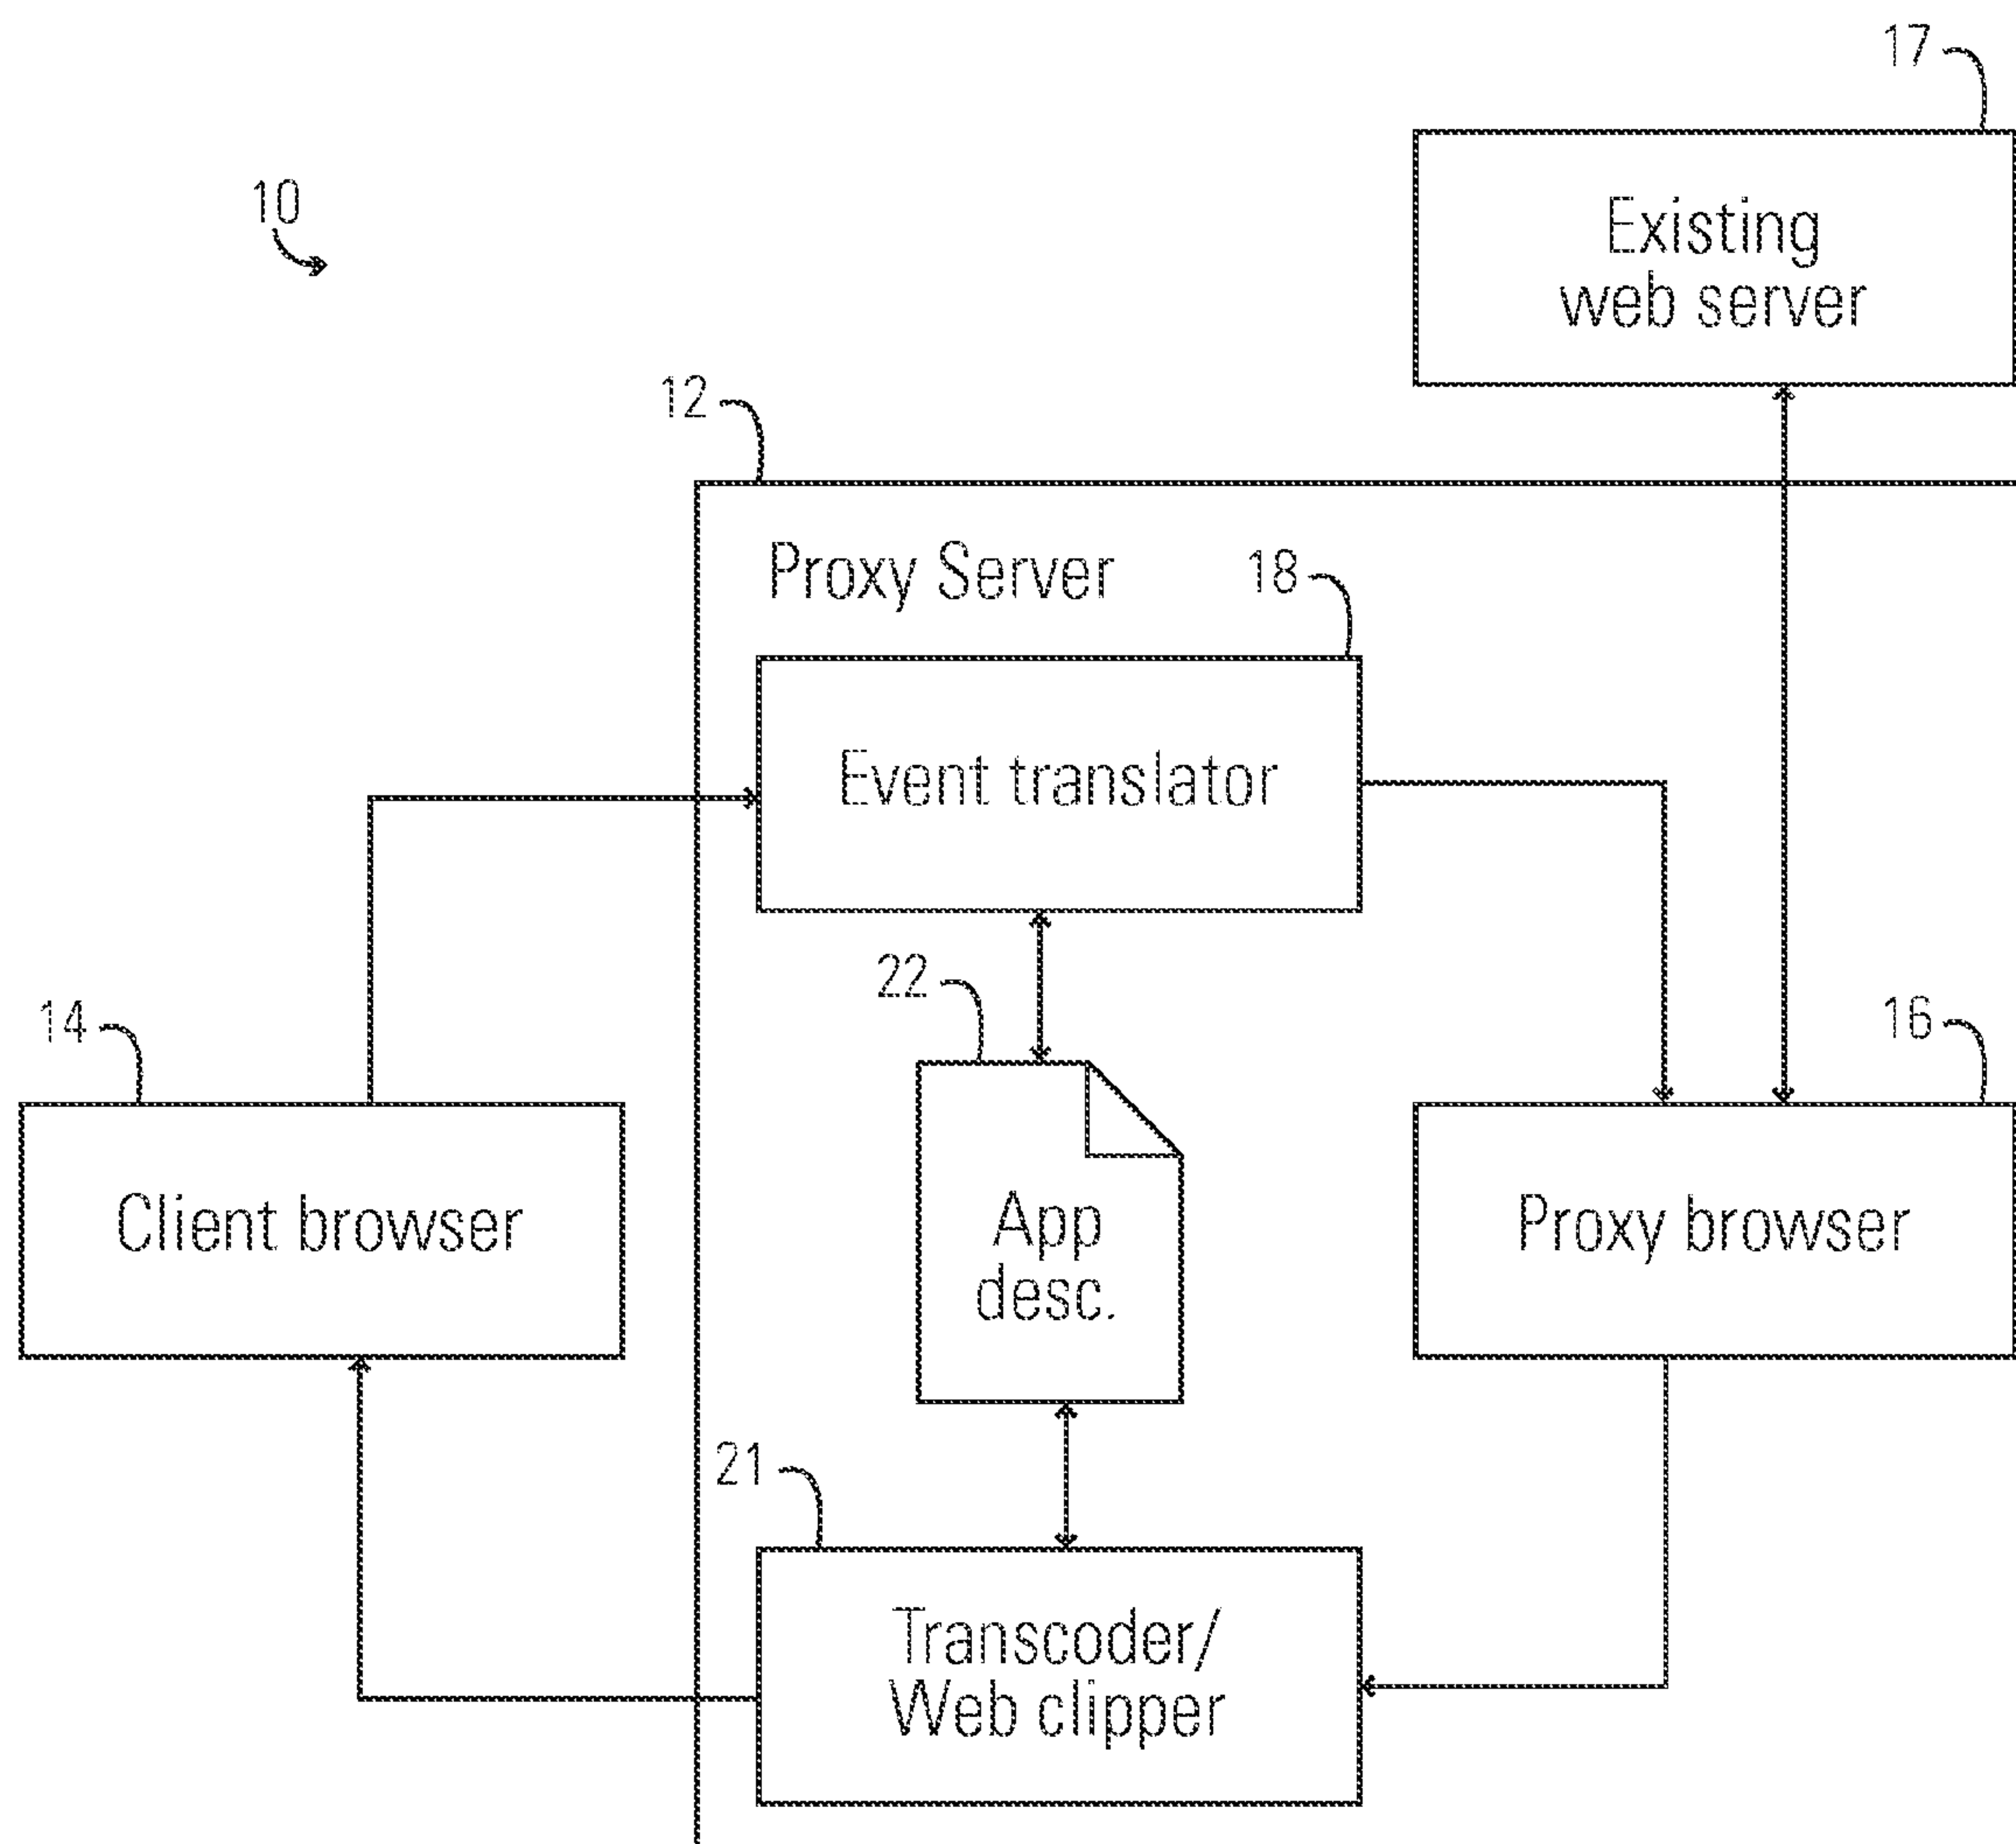 17
10
Existing
web server
12
Proxy Server
18
Event translator
22
14
16
Client browser
App
desc.
Proxy browser
21
Transcoder/
Web clipper